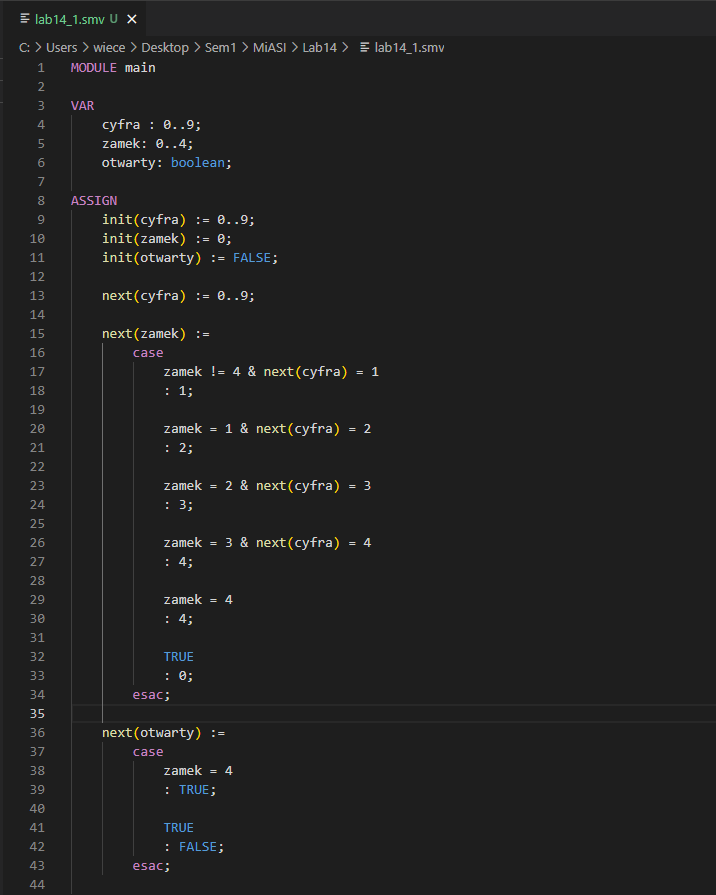 lab14_1.smv U ×
C: > Users > wiece > Desktop > Sem1 > MiASI > Lab14 > lab14_1.smv
1 MODULE main
2
3 VAR
4 cyfra : 0..9;
5 zamek: 0..4;
6 otwarty: boolean;
7
8 ASSIGN
9 init(cyfra) := 0..9;
10 init(zamek) := 0;
11 init(otwarty) := FALSE;
12
13 next(cyfra) := 0..9;
14
15 next(zamek) :=
16 case
17 zamek != 4 & next(cyfra) = 1
18 : 1;
19
20 zamek = 1 & next(cyfra) = 2
21 : 2;
22
23 zamek = 2 & next(cyfra) = 3
24 : 3;
25
26 zamek = 3 & next(cyfra) = 4
27 : 4;
28
29 zamek = 4
30 : 4;
31
32 TRUE
33 : 0;
34 esac;
35
36 next(otwarty) :=
37 case
38 zamek = 4
39 : TRUE;
40
41 TRUE
42 : FALSE;
43 esac;
44